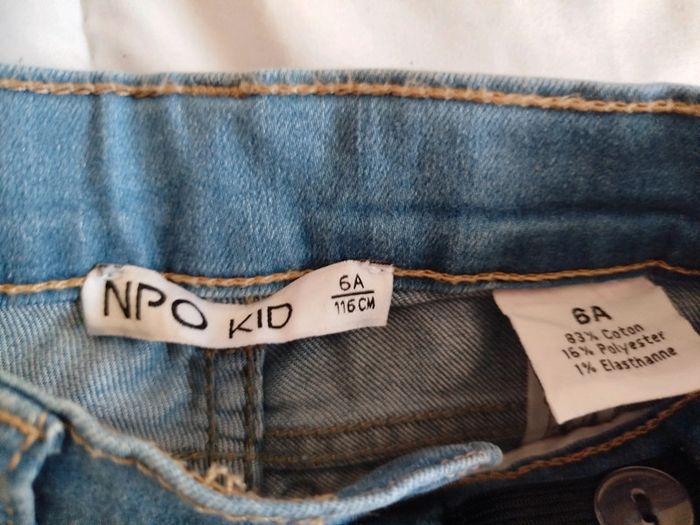 NPO KID
6A
116 CM
6A
83% Coton
16% Polyester
1% Elasthanne